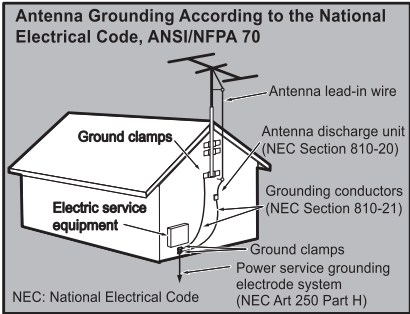 Antenna Grounding According to the National
Electrical Code, ANSI/NFPA 70
Antenna lead-in wire
Ground clamps
Antenna discharge unit
(NEC Section 810-20)
Grounding conductors
(NEC Section 810-21)
Electric service
equipment
Ground clamps
Power service grounding
electrode system
(NEC Art 250 Part H)
NEC: National Electrical Code